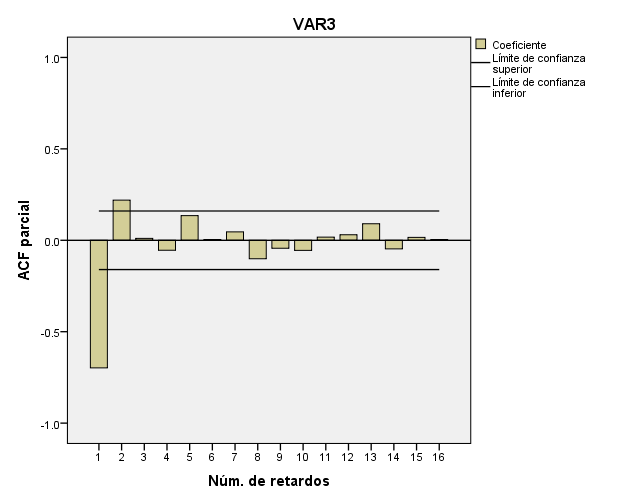 VAR3
Coeficiente
Límite de confianza
superior
Límite de confianza
inferior
1.0
0.5
0.0
-0.5
-1.0
ACF parcial
1 2 3 4 5 6 7 8 9 10 11 12 13 14 15 16
Núm. de retardos